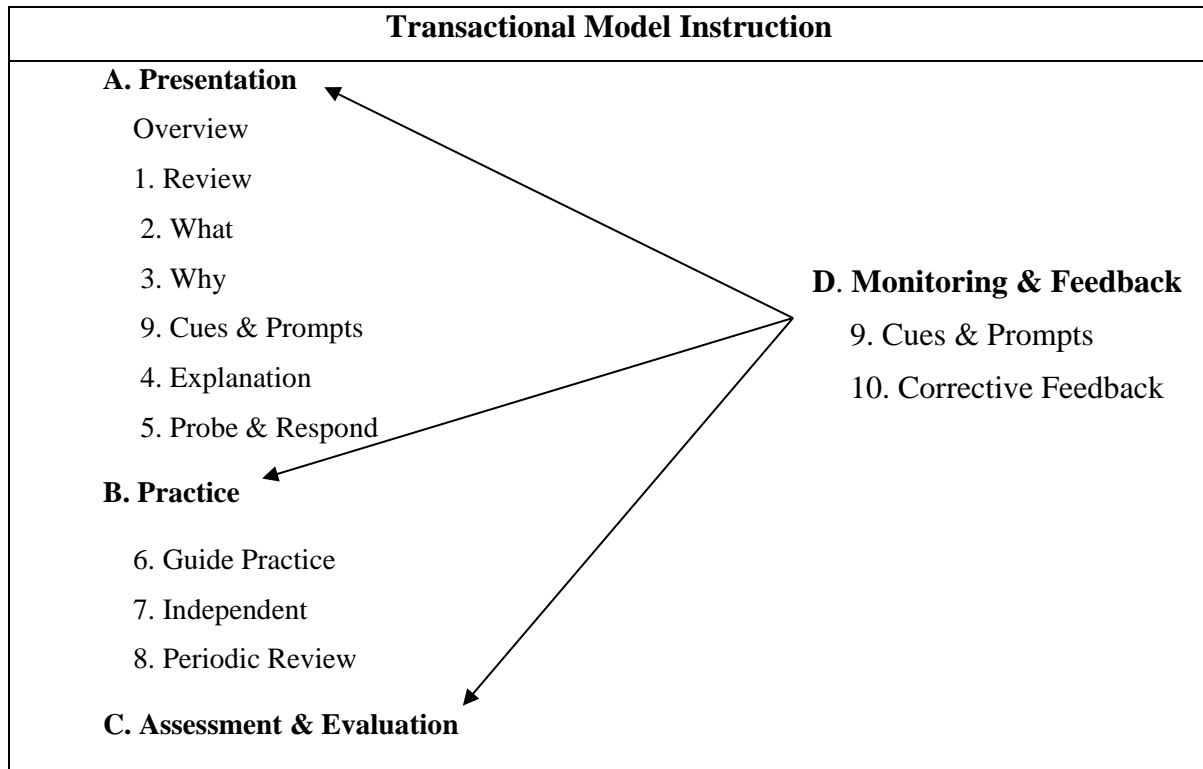 Transactional Model Instruction
A. Presentation
Overview
1. Review
2. What
3. Why
9. Cues & Prompts
4. Explanation
5. Probe & Respond
B. Practice
6. Guide Practice
7. Independent
8. Periodic Review
C. Assessment & Evaluation
D. Monitoring & Feedback
9. Cues & Prompts
10. Corrective Feedback